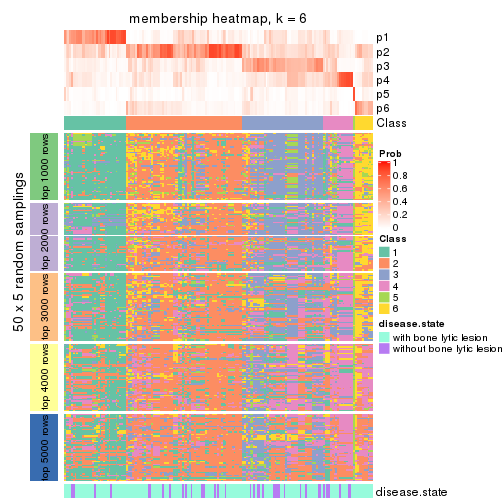 membership heatmap, k = 6
p1
p2
p3
p4
p5
p6
Class
50 x 5 random samplings
top 1000 rows
top 2000 rows
top 3000 rows
top 4000 rows
top 5000 rows
disease.state
Prob
1
0.8
0.6
0.4
0.2
0
Class
1
2
3
4
5
6
disease.state
with bone lytic lesion
without bone lytic lesion